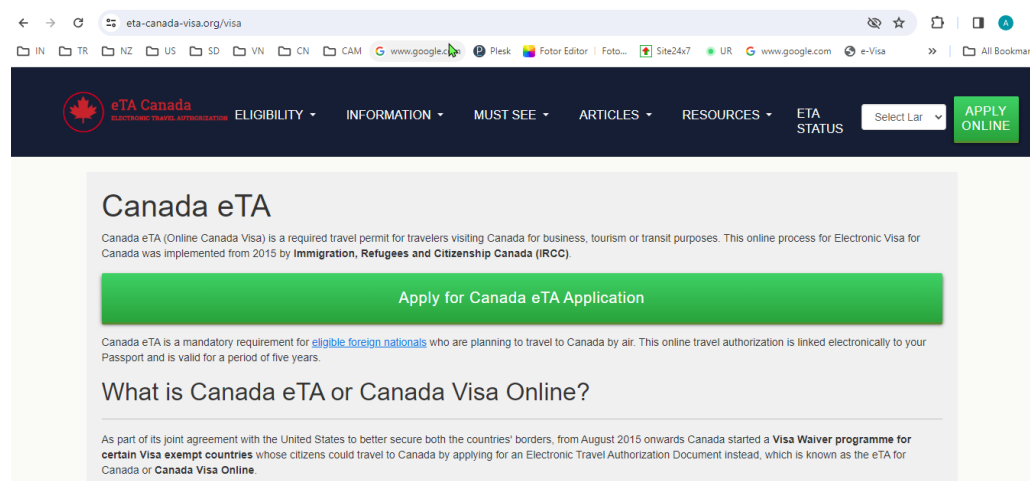 eta-canada-visa.org/visa
IN TR NZ US SD VN CN CAM www.google.c Plesk Fotor Editor | Foto... Site24x7 UR www.google.com e-Visa » All Bookmar
eTA Canada
ELECTRONIC TRAVEL AUTHORIZATION
ELIGIBILITY INFORMATION MUST SEE ARTICLES RESOURCES ETA STATUS Select Lar APPLY ONLINE
Canada eTA
Canada eTA (Online Canada Visa) is a required travel permit for travelers visiting Canada for business, tourism or transit purposes. This online process for Electronic Visa for
Canada was implemented from 2015 by Immigration, Refugees and Citizenship Canada (IRCC).
Apply for Canada eTA Application
Canada eTA is a mandatory requirement for eligible foreign nationals who are planning to travel to Canada by air. This online travel authorization is linked electronically to your
Passport and is valid for a period of five years.
What is Canada eTA or Canada Visa Online?
As part of its joint agreement with the United States to better secure both the countries' borders, from August 2015 onwards Canada started a Visa Waiver programme for
certain Visa exempt countries whose citizens could travel to Canada by applying for an Electronic Travel Authorization Document instead, which is known as the eTA for
Canada or Canada Visa Online.